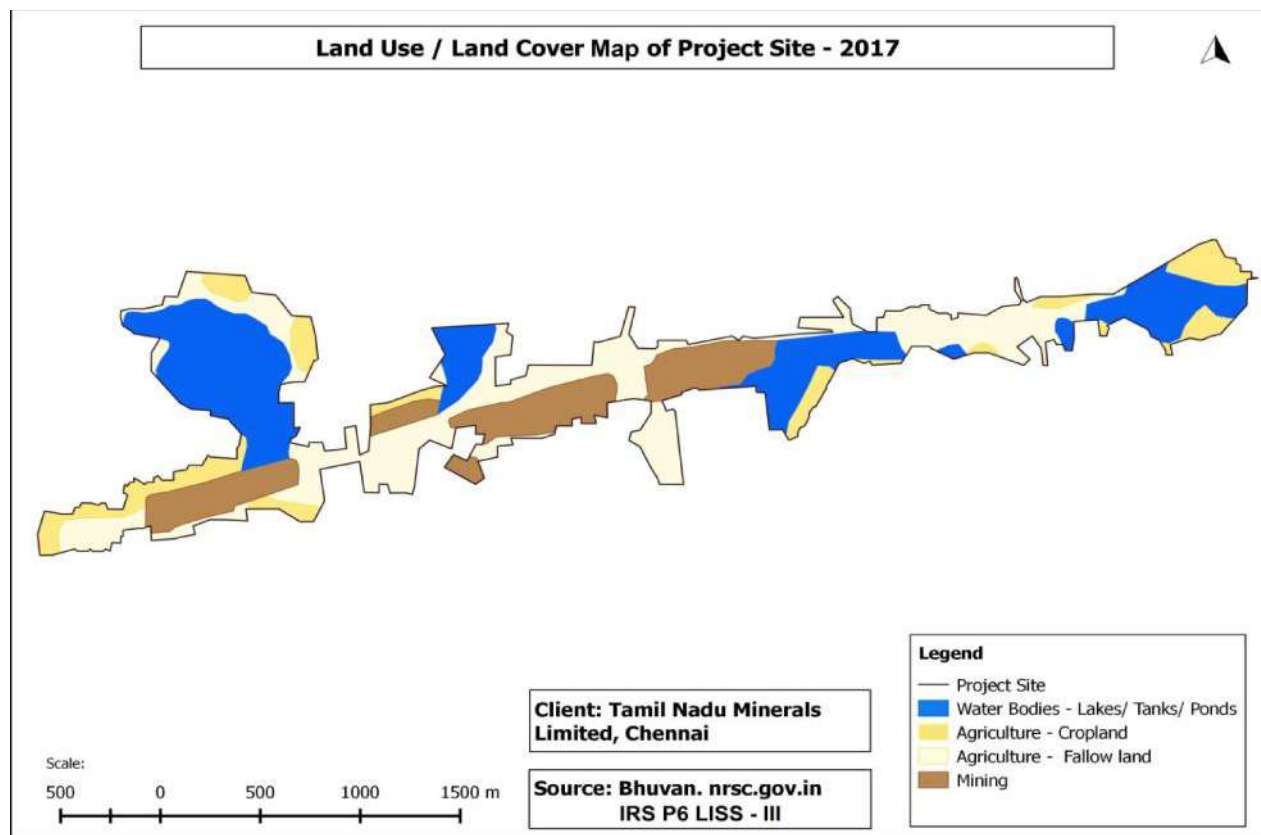 Land Use / Land Cover Map of Project Site - 2017
Legend
Project Site
Water Bodies - Lakes/ Tanks/ Ponds
Agriculture - Cropland
Agriculture - Fallow land
Mining
Client: Tamil Nadu Minerals
Limited, Chennai
Source: Bhuvan. nrsc.gov.in
IRS P6 LISS - III
Scale:
500 0 500 1000 1500 m